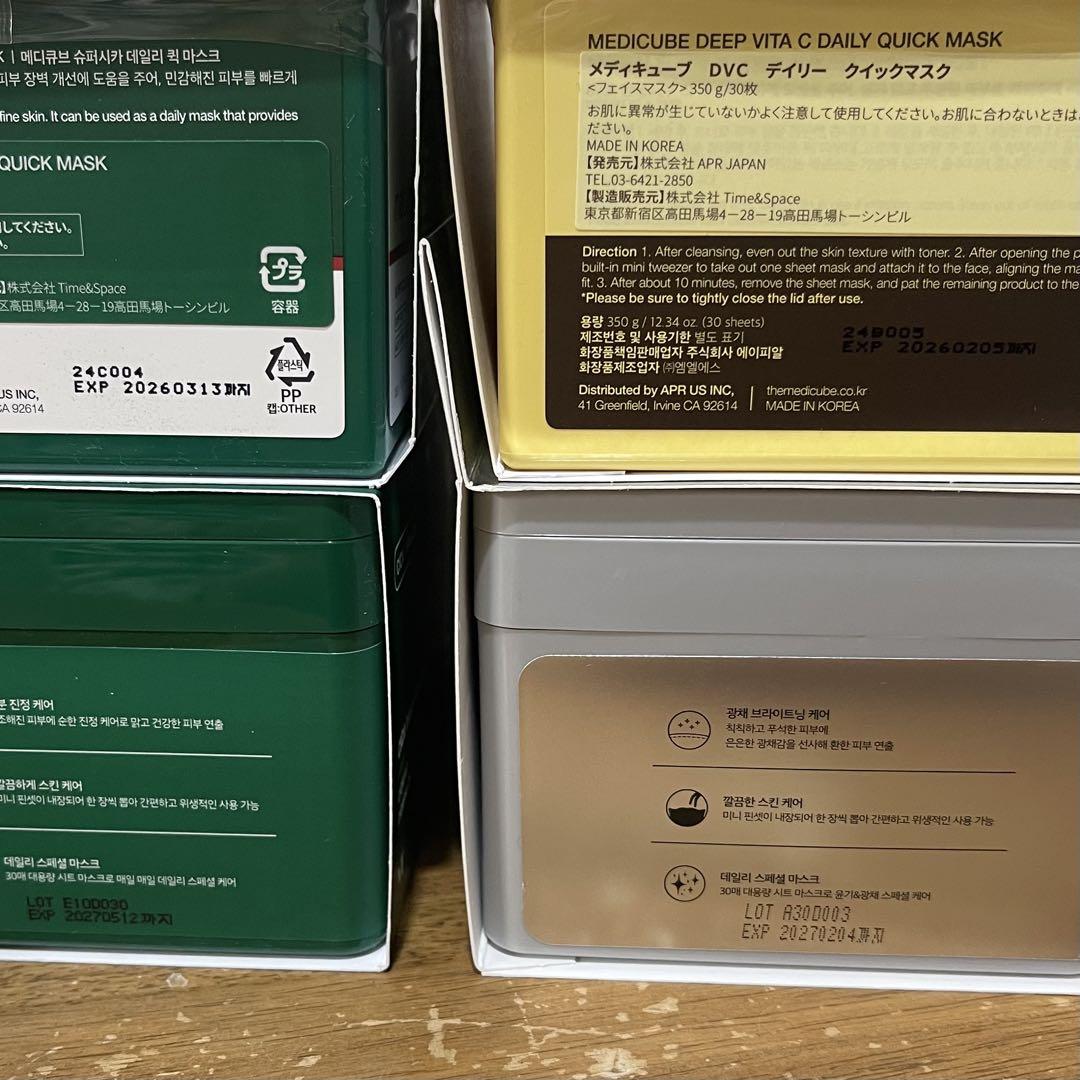 K | 메디큐브 슈퍼시카 데일리 퀵 마스크
피부 장벽 개선에 도움을 주어, 민감해진 피부를 빠르게
fine skin. It can be used as a daily mask that provides
QUICK MASK
してください。
株式会社 Time&Space
区高田馬場4－28－19高田馬場トーシンビル
プラ
容器
24C004
EXP 20260313까지
플라스틱
PP
캡:OTHER
US INC,
CA 92614
MEDICUBE DEEP VITA C DAILY QUICK MASK
メディキューブ DVC デイリー クイックマスク
<フェイスマスク> 350 g/30枚
お肌に異常が生じていないかよく注意して使用してください。お肌に合わないときは
ださい。
MADE IN KOREA
【発売元】株式会社 APR JAPAN
TEL.03-6421-2850
【製造販売元】株式会社 Time&Space
東京都新宿区高田馬場4－28－19高田馬場トーシンビル
Direction 1. After cleansing, even out the skin texture with toner. 2. After opening the
built-in mini tweezer to take out one sheet mask and attach it to the face, aligning the
fit. 3. After about 10 minutes, remove the sheet mask, and pat the remaining product to the
*Please be sure to tightly close the lid after use.
용량 350 g / 12.34 oz. (30 sheets)
제조번호 및 사용기한 별도 표기
화장품책임판매업자 주식회사 에이피알
화장품제조업자 ㈜엠엘에스
24B005
EXP 20260205까지
Distributed by APR US INC,
41 Greenfield, Irvine CA 92614
themedicube.co.kr
MADE IN KOREA
진정 케어
피부에 순한 진정 케어로 맑고 건강한 피부 연출
깔끔하게 스킨 케어
미니 핀셋이 내장되어 한 장씩 뽑아 간편하고 위생적인 사용 가능
데일리 스페셜 마스크
30매 대용량 시트 마스크로 매일 매일 데일리 스페셜 케어
LOT E10D030
EXP 20270512까지
광채 브라이트닝 케어
칙칙하고 푸석한 피부에
은은한 광채감을 선사해 환한 피부 연출
깔끔한 스킨 케어
미니 핀셋이 내장되어 한 장씩 뽑아 간편하고 위생적인 사용 가능
데일리 스페셜 마스크
30매 대용량 시트 마스크로 윤기&광채 스페셜 케어
LOT A30D003
EXP 20270204까지